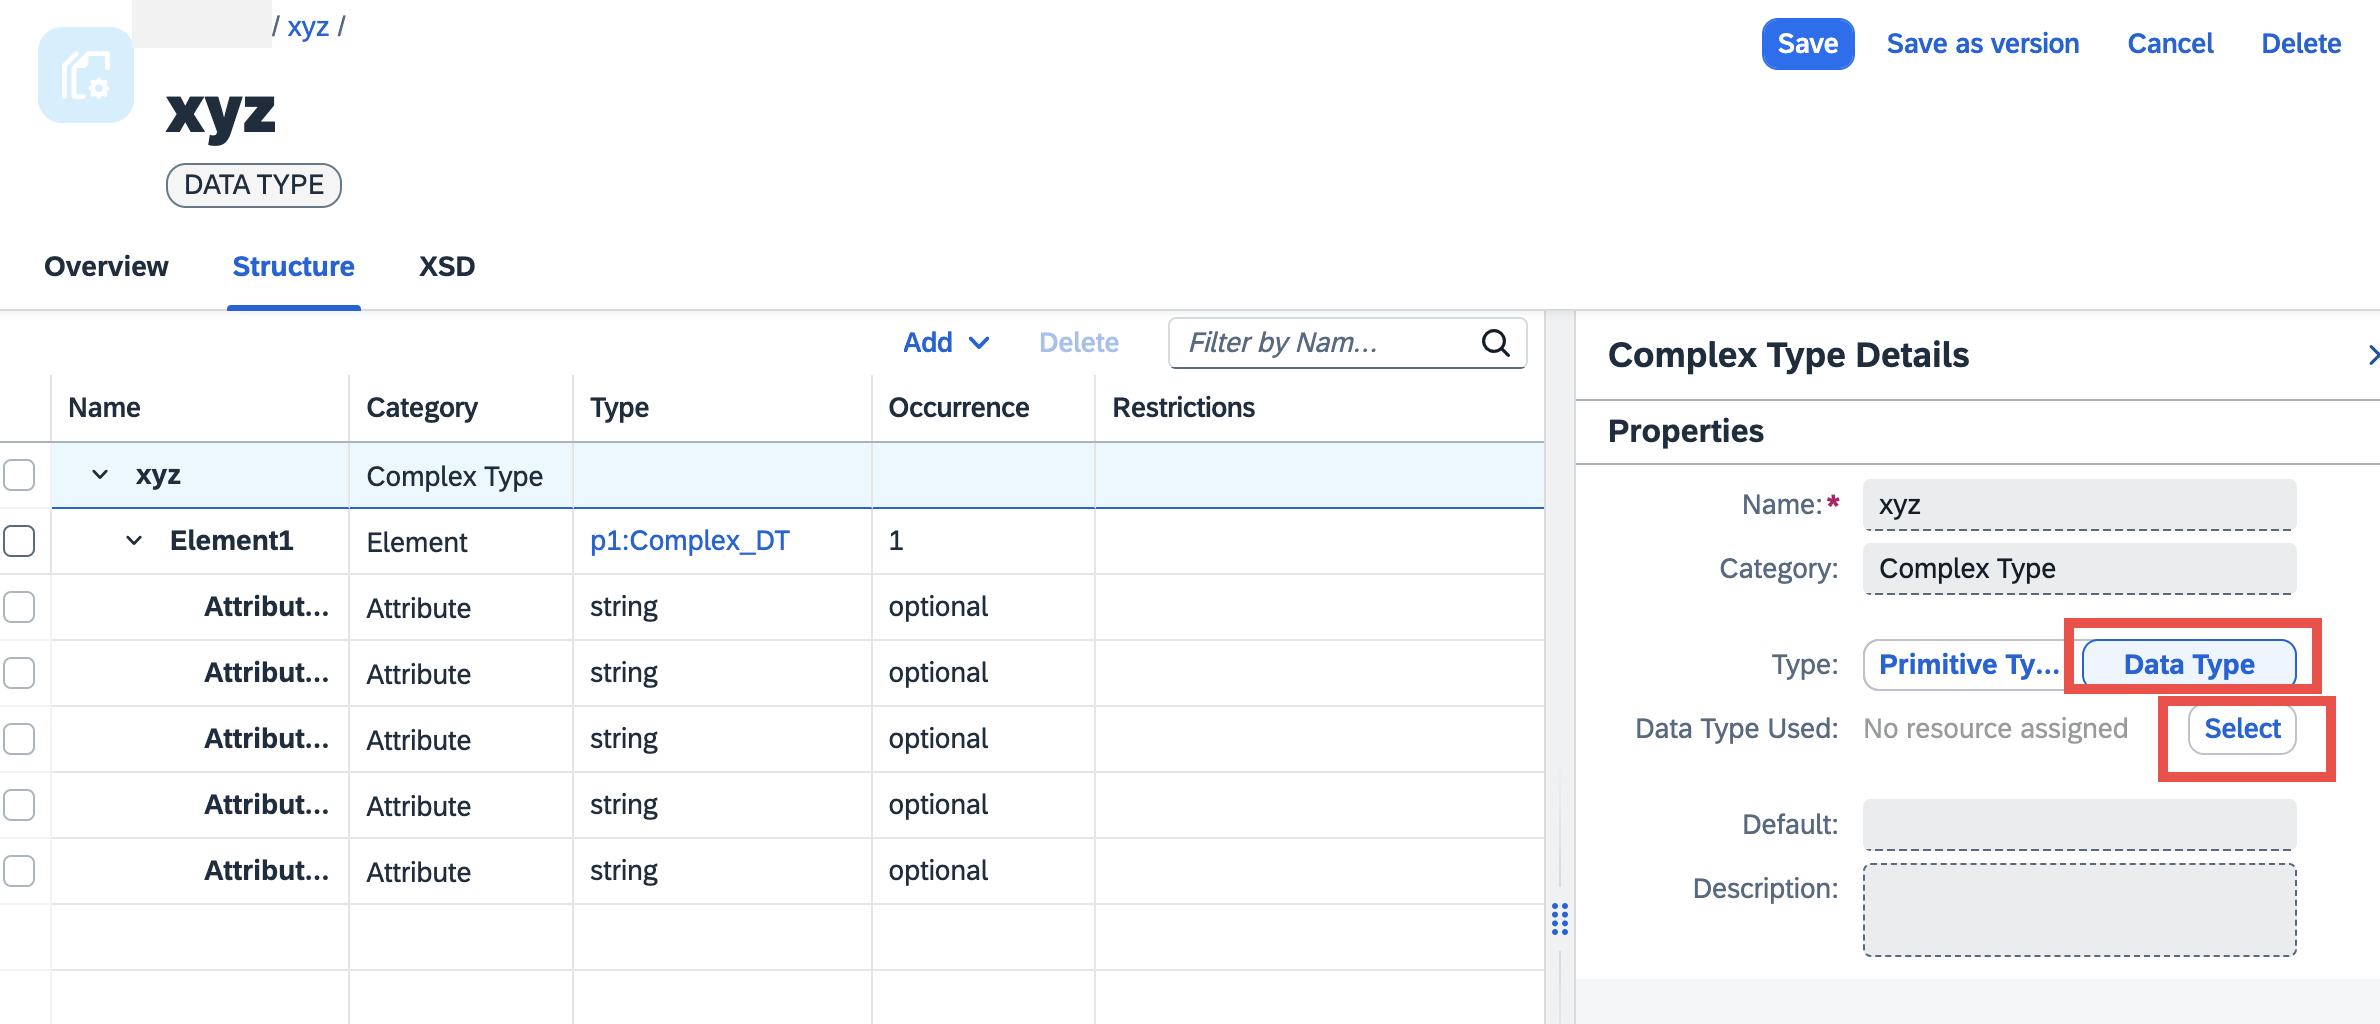 / xyz /
Save
Save as version
Cancel
Delete
xyz
DATA TYPE
Overview
Structure
XSD
Add
Delete
Filter by Nam...
Name
Category
Type
Occurrence
Restrictions
xyz
Complex Type
Element1
Element
p1:Complex_DT
1
Attribut...
Attribute
string
optional
Attribut...
Attribute
string
optional
Attribut...
Attribute
string
optional
Attribut...
Attribute
string
optional
Attribut...
Attribute
string
optional
Complex Type Details
Properties
Name:*
xyz
Category:
Complex Type
Type:
Primitive Ty...
Data Type
Data Type Used:
No resource assigned
Select
Default:
Description: